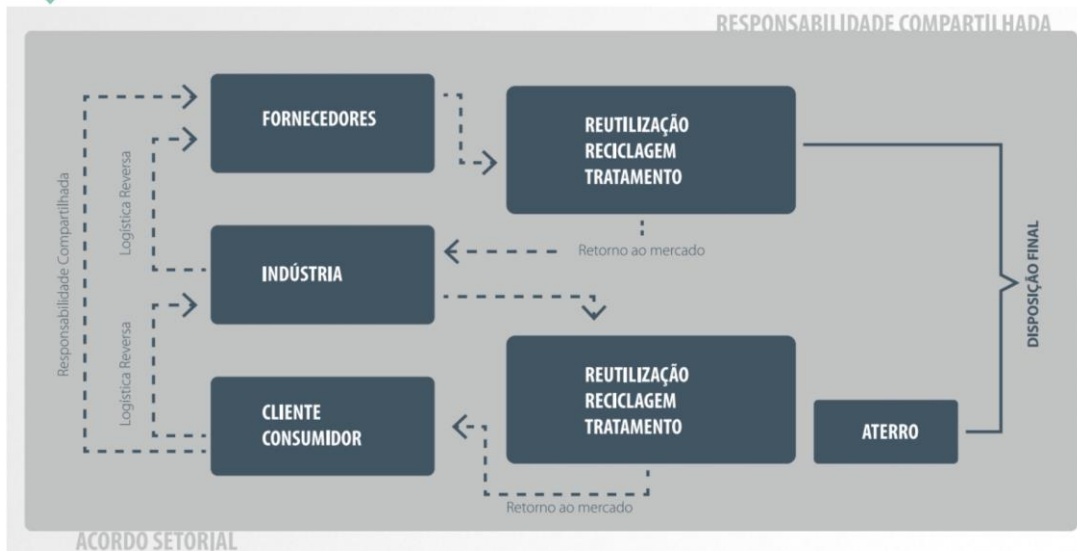 RESPONSABILIDADE COMPARTILHADA
FORNECEDORES
REUTILIZAÇÃO
RECICLAGEM
TRATAMENTO
Responsabilidade Compartilhada
Logística Reversa
Retorno ao mercado
INDÚSTRIA
DISPOSIÇÃO FINAL
Logística Reversa
REUTILIZAÇÃO
RECICLAGEM
TRATAMENTO
CLIENTE
CONSUMIDOR
ATERRO
Retorno ao mercado
ACORDO SETORIAL